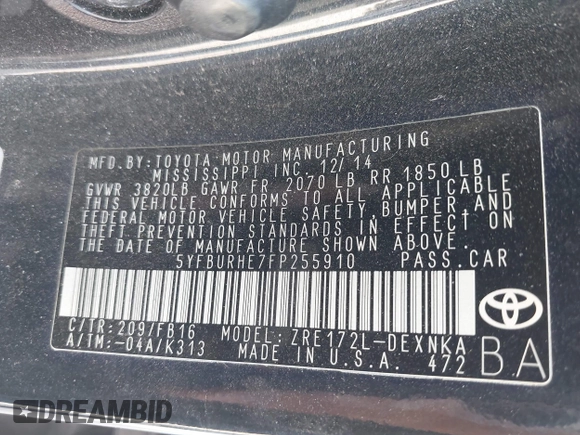 MFD.BY:TOYOTA MOTOR MANUFACTURING
MISSISSIPPI INC. 12/14
GVWR 3820LB GAWR FR 2070 LB RR 1850 LB
THIS VEHICLE CONFORMS TO ALL APPLICABLE
FEDERAL MOTOR VEHICLE SAFETY, BUMPER AND
THEFT PREVENTION STANDARDS IN EFFECT ON
THE DATE OF MANUFACTURE SHOWN ABOVE.
5YFBURHE7FP255910 PASS.CAR
C/TR:209/FB16 MODEL: ZRE172L-DEXNKA
A/TM:-04A/K313 MADE IN U.S.A. 472
BA
DREAMBID